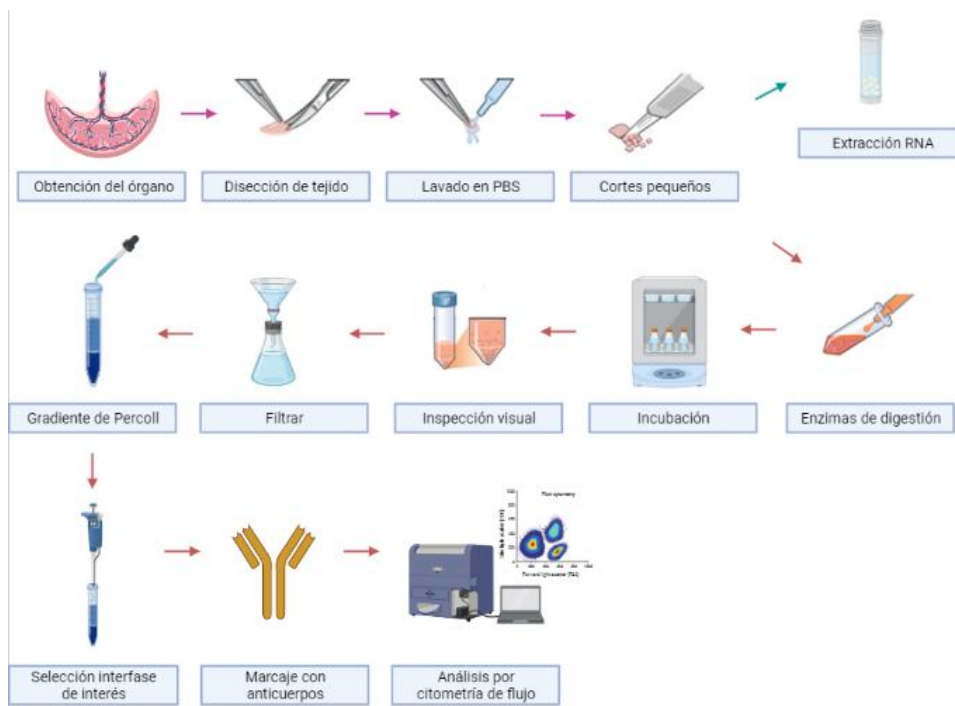 Extracción RNA
Obtención del órgano
Disección de tejido
Lavado en PBS
Cortes pequeños
Gradiente de Percoll
Filtrar
Inspección visual
Incubación
Enzimas de digestión
Flow cytometry
Selección interfase
de interés
Marcaje con
anticuerpos
Análisis por
citometría de flujo